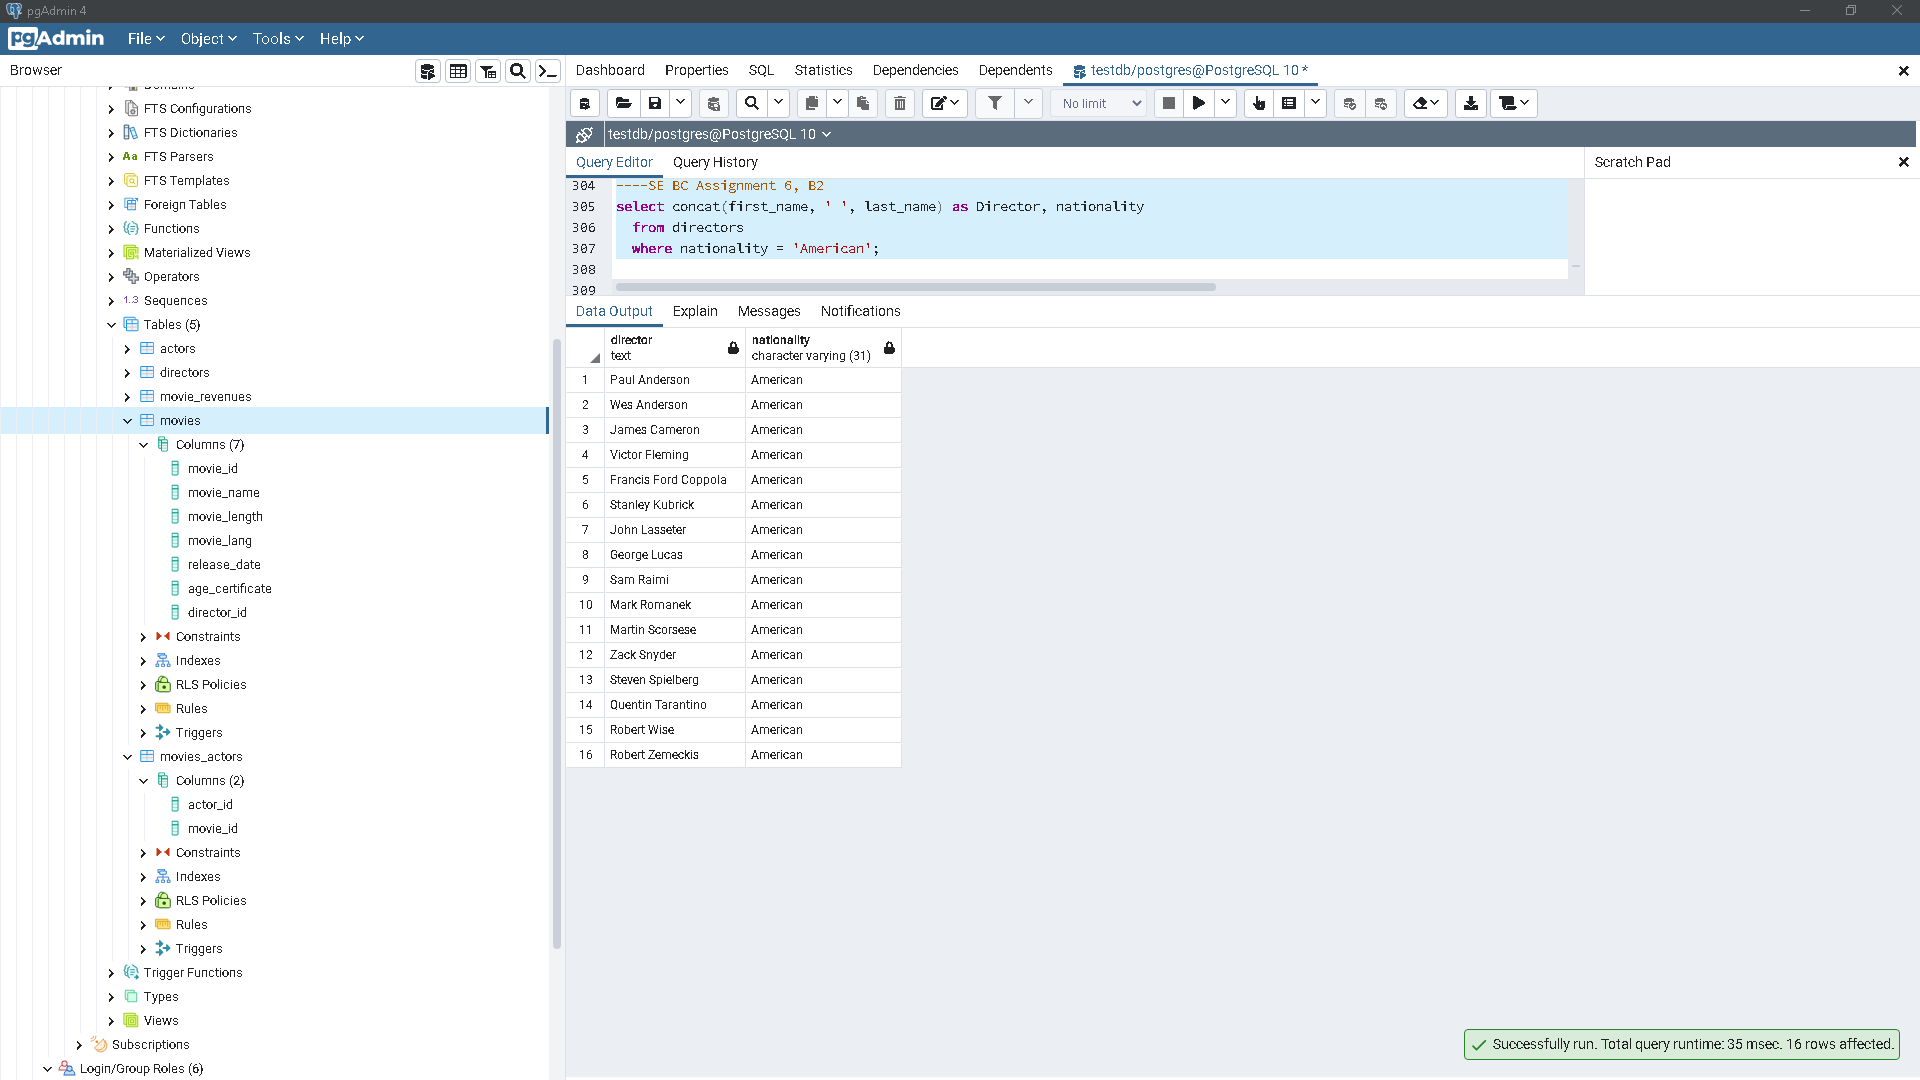 pgAdmin 4
pgAdmin File Object Tools Help
Browser
Dashboard Properties SQL Statistics Dependencies Dependents testdb/postgres@PostgreSQL 10 *
No limit
testdb/postgres@PostgreSQL 10
Query Editor Query History
Scratch Pad
304 ----SE BC Assignment 6, B2
305 select concat(first_name, ' ', last_name) as Director, nationality
306 from directors
307 where nationality = 'American';
308
309
Data Output Explain Messages Notifications
director text
nationality character varying (31)
1 Paul Anderson American
2 Wes Anderson American
3 James Cameron American
4 Victor Fleming American
5 Francis Ford Coppola American
6 Stanley Kubrick American
7 John Lasseter American
8 George Lucas American
9 Sam Raimi American
10 Mark Romanek American
11 Martin Scorsese American
12 Zack Snyder American
13 Steven Spielberg American
14 Quentin Tarantino American
15 Robert Wise American
16 Robert Zemeckis American
Domains
FTS Configurations
FTS Dictionaries
Aa FTS Parsers
FTS Templates
Foreign Tables
Functions
Materialized Views
Operators
1.3 Sequences
Tables (5)
actors
directors
movie_revenues
movies
Columns (7)
movie_id
movie_name
movie_length
movie_lang
release_date
age_certificate
director_id
Constraints
Indexes
RLS Policies
Rules
Triggers
movies_actors
Columns (2)
actor_id
movie_id
Constraints
Indexes
RLS Policies
Rules
Triggers
Trigger Functions
Types
Views
Subscriptions
Login/Group Roles (6)
Successfully run. Total query runtime: 35 msec. 16 rows affected.